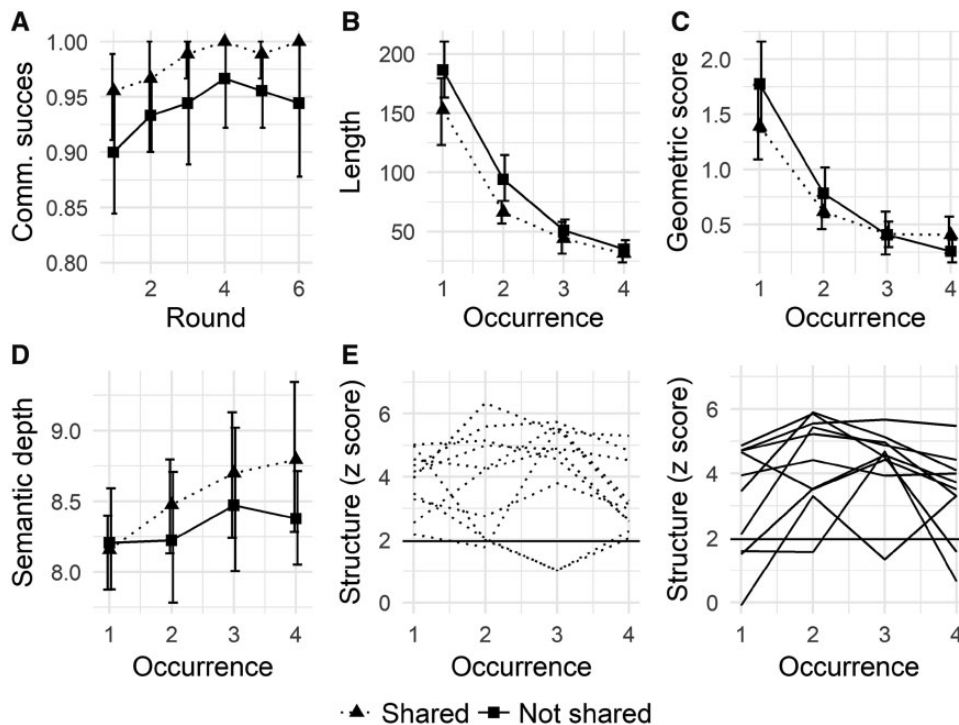 A
Comm. succes
1.00
0.95
0.90
0.85
0.80
2 4 6
Round
B
Length
200
150
100
50
1 2 3 4
Occurrence
C
Geometric score
2.0
1.5
1.0
0.5
1 2 3 4
Occurrence
D
Semantic depth
9.0
8.5
8.0
1 2 3 4
Occurrence
E
Structure (z score)
6
4
2
0
1 2 3 4
Occurrence
Structure (z score)
6
4
2
0
1 2 3 4
Occurrence
Shared Not shared